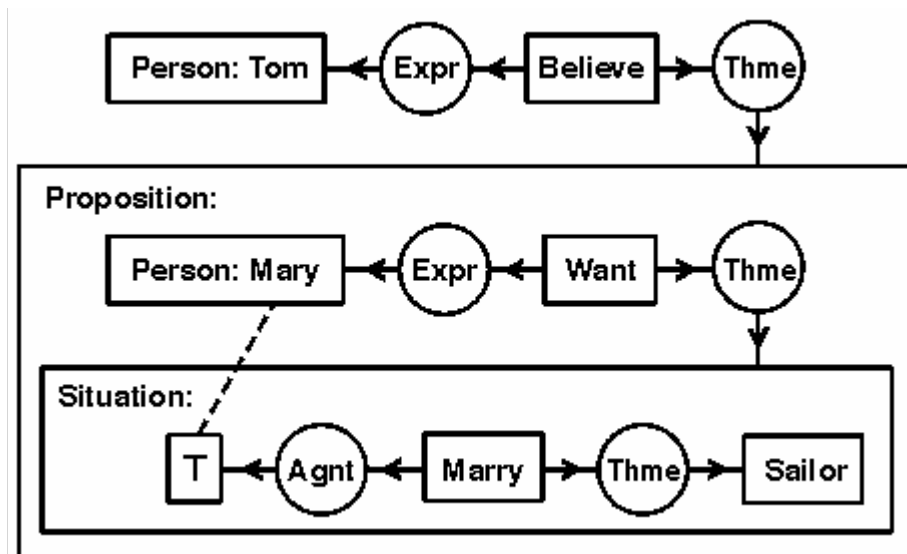 Person: Tom Expr Believe Thme
Proposition:
Person: Mary Expr Want Thme
Situation:
T Agnt Marry Thme Sailor